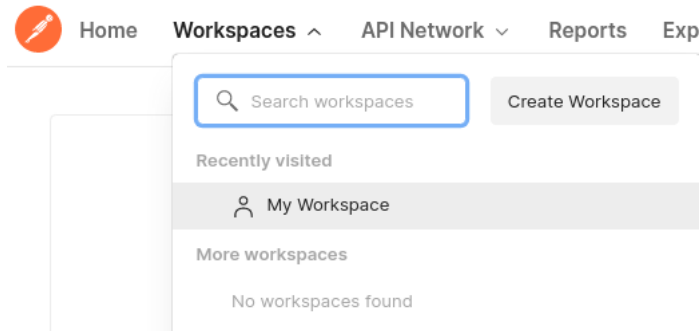 Home Workspaces API Network Reports Exp
Search workspaces Create Workspace
Recently visited
My Workspace
More workspaces
No workspaces found